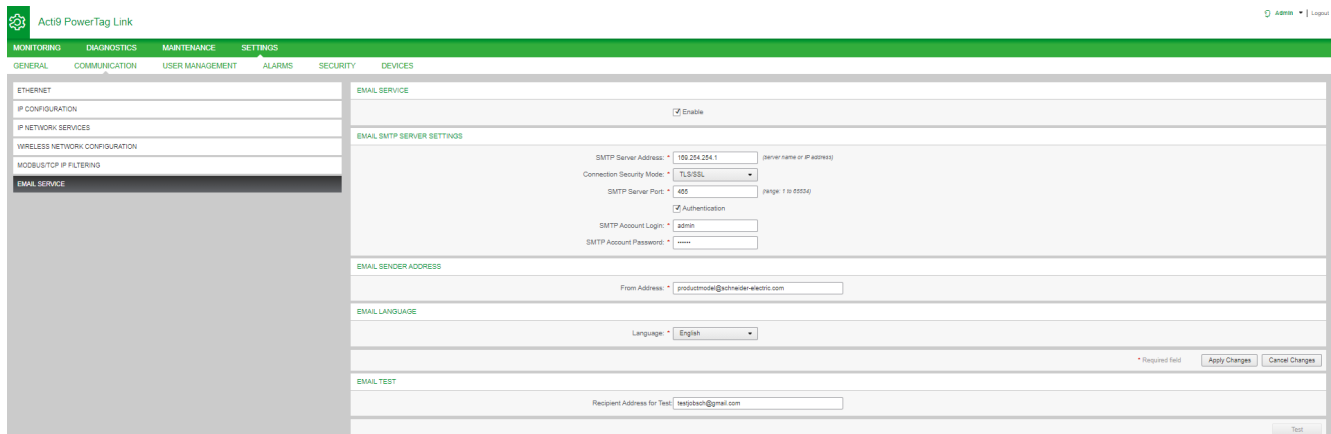 Acti9 PowerTag Link
Admin | Logout
MONITORING DIAGNOSTICS MAINTENANCE SETTINGS
GENERAL COMMUNICATION USER MANAGEMENT ALARMS SECURITY DEVICES
ETHERNET
IP CONFIGURATION
IP NETWORK SERVICES
WIRELESS NETWORK CONFIGURATION
MODBUS/TCP IP FILTERING
EMAIL SERVICE
EMAIL SERVICE
Enable
EMAIL SMTP SERVER SETTINGS
SMTP Server Address: * 169.254.254.1 (server name or IP address)
Connection Security Mode: * TLS/SSL
SMTP Server Port: * 465 (range: 1 to 65534)
Authentication
SMTP Account Login: * admin
SMTP Account Password: * ••••••
EMAIL SENDER ADDRESS
From Address: * productmodel@schneider-electric.com
EMAIL LANGUAGE
Language: * English
* Required field Apply Changes Cancel Changes
EMAIL TEST
Recipient Address for Test: testjobsch@gmail.com
Test